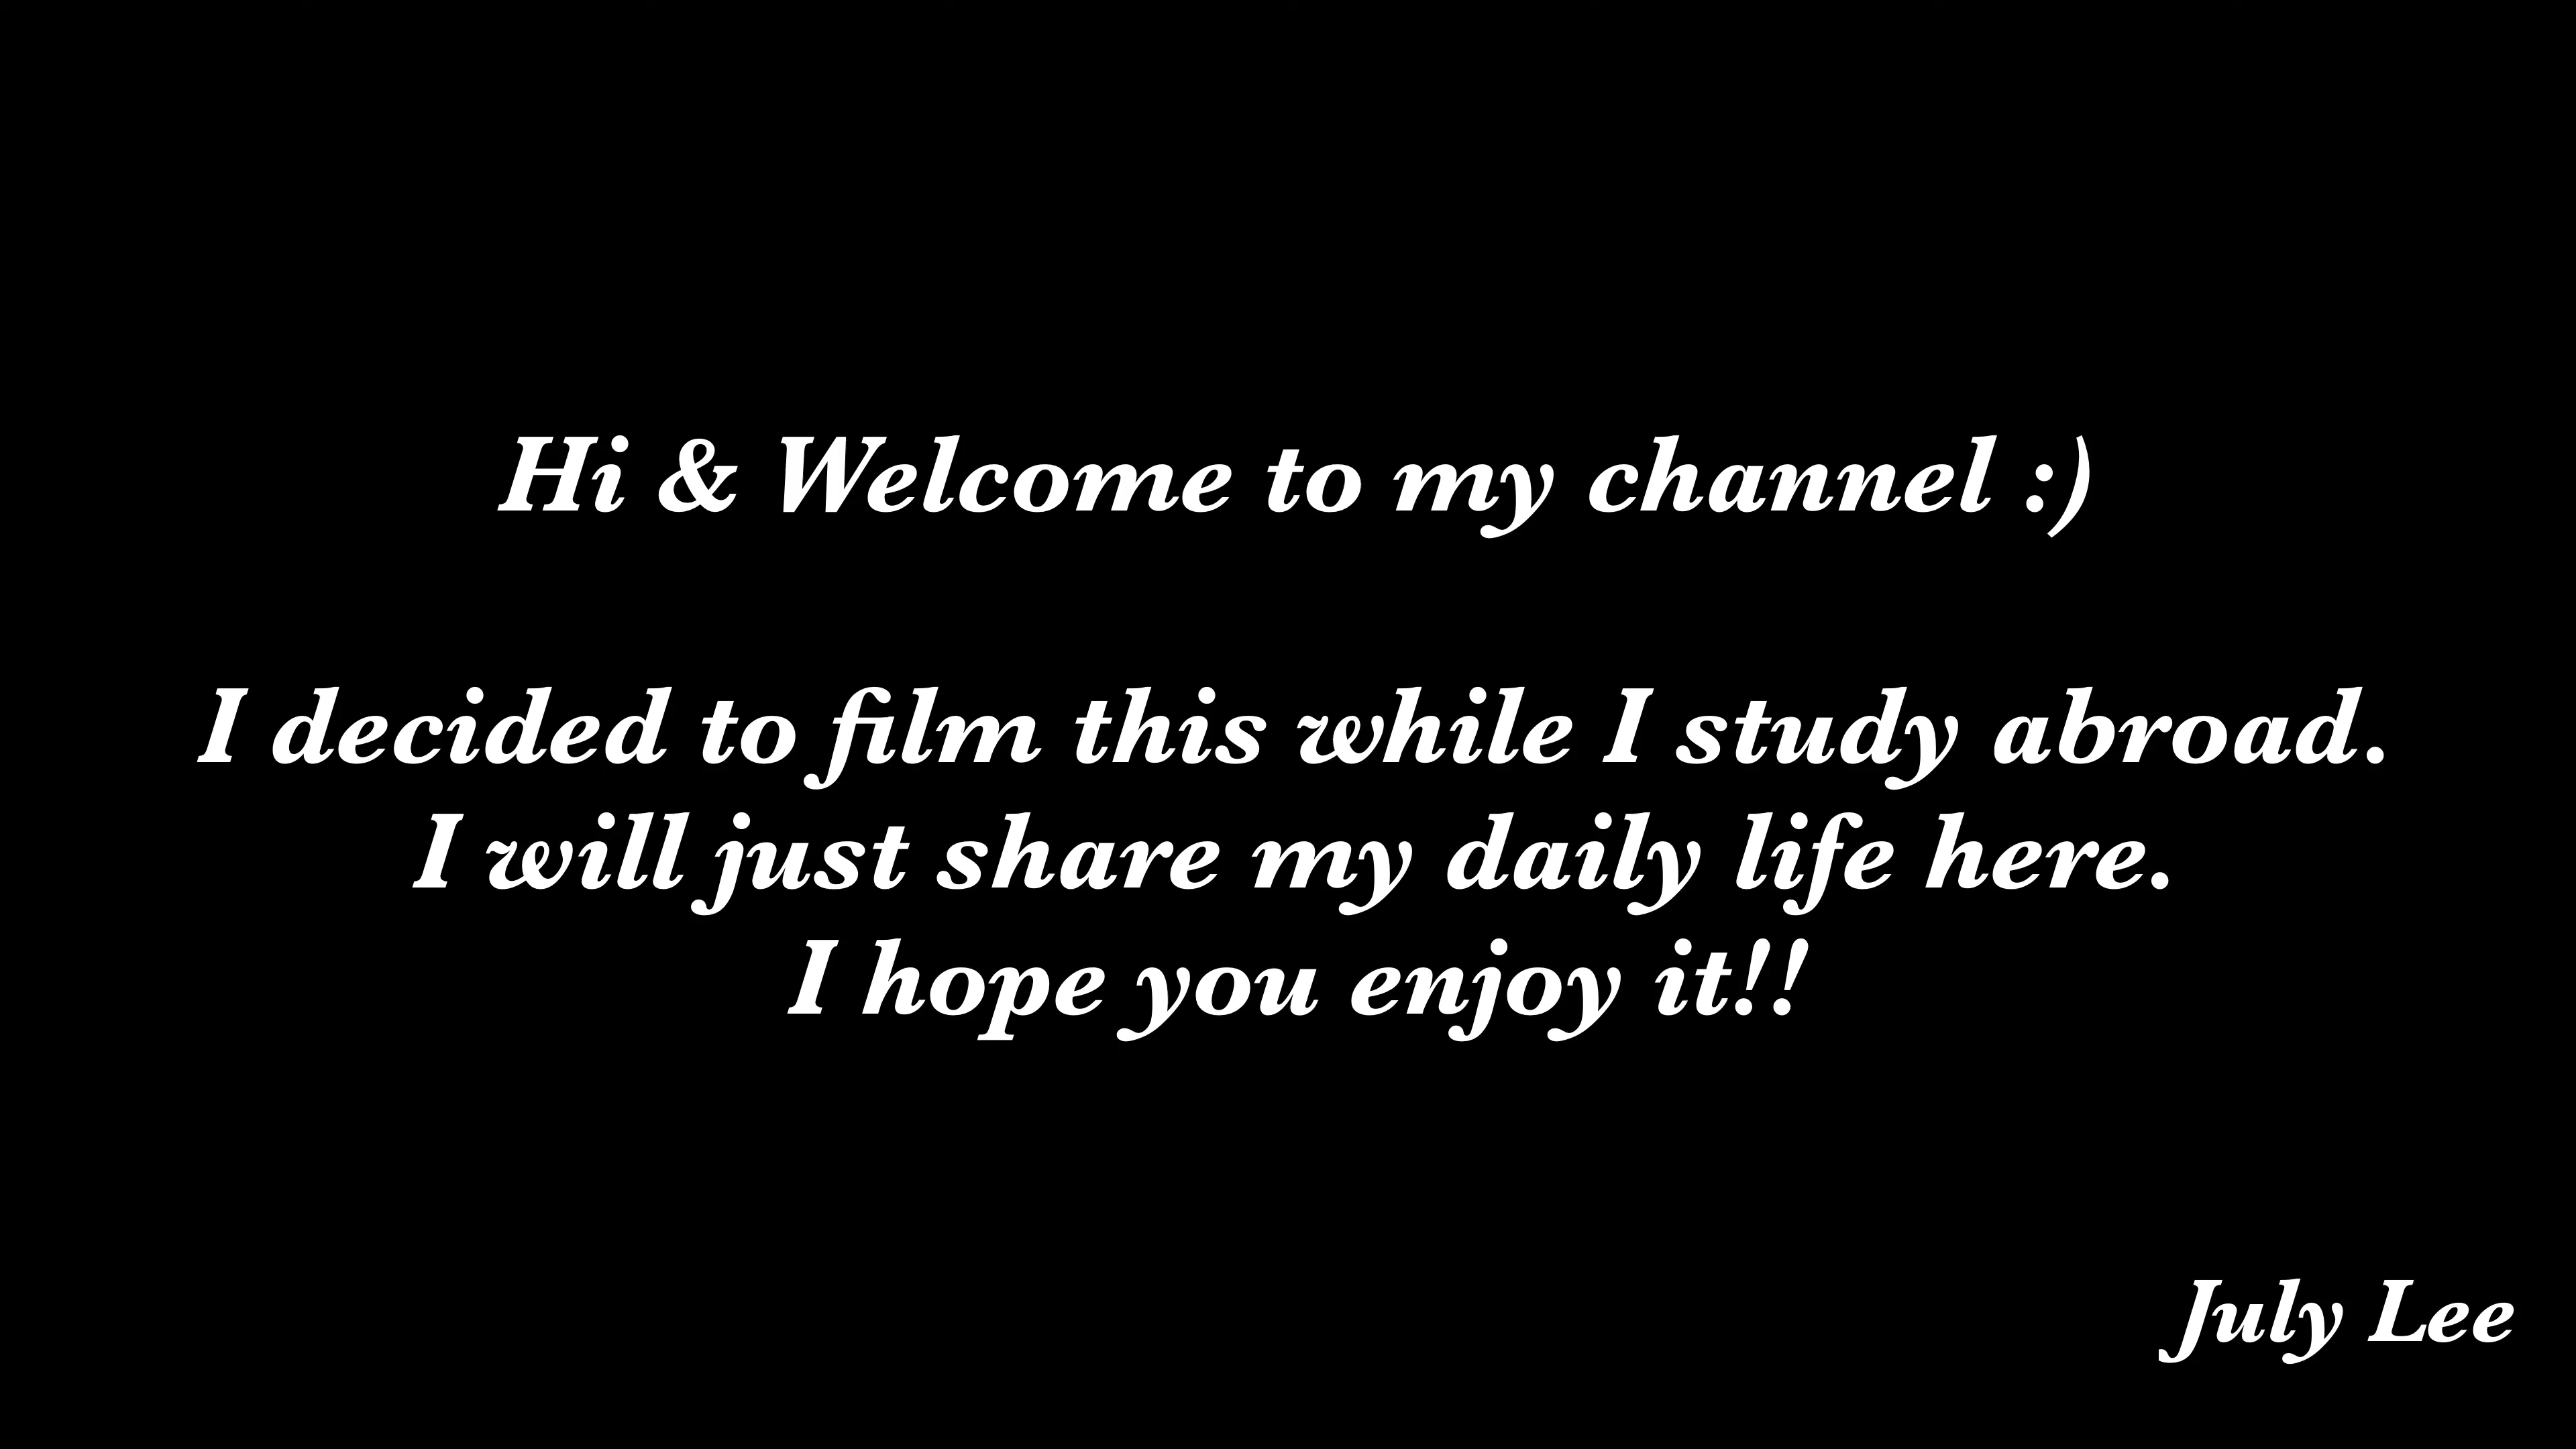 Hi & Welcome to my channel :)
I decided to film this while I study abroad.
I will just share my daily life here.
I hope you enjoy it!!
July Lee